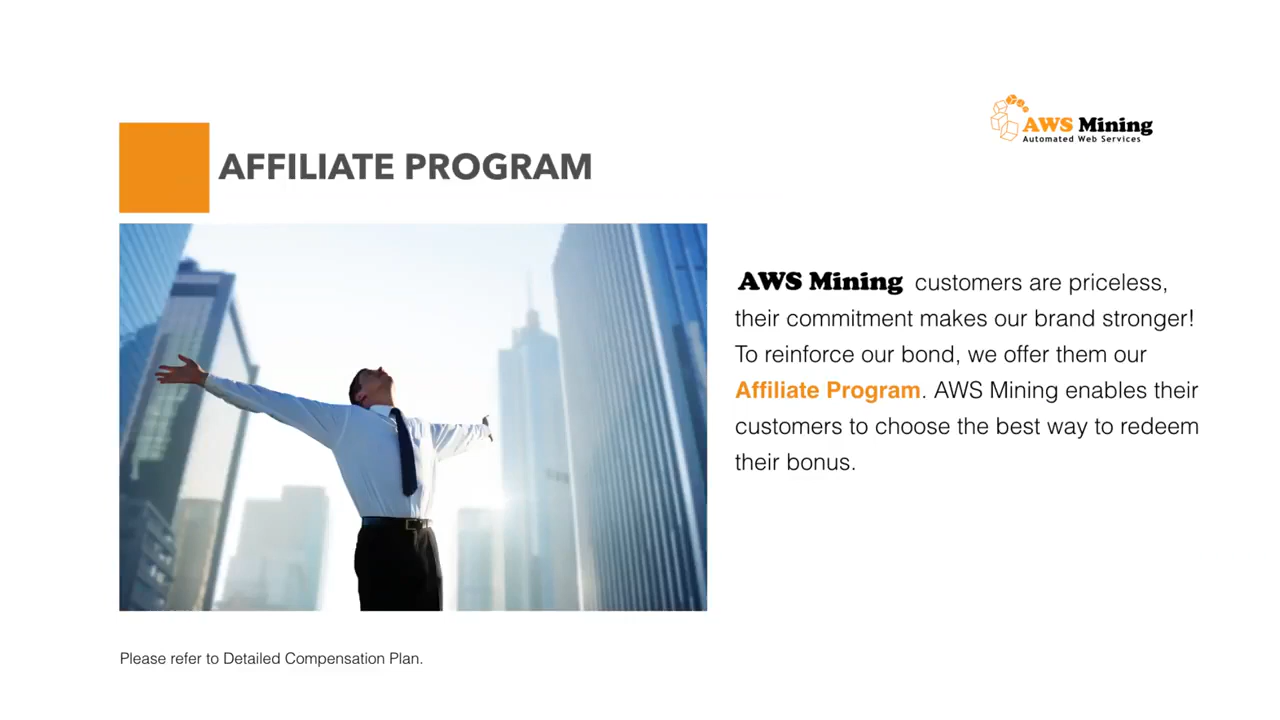 AWS Mining
Automated Web Services
AFFILIATE PROGRAM
AWS Mining customers are priceless,
their commitment makes our brand stronger!
To reinforce our bond, we offer them our
Affiliate Program. AWS Mining enables their
customers to choose the best way to redeem
their bonus.
Please refer to Detailed Compensation Plan.